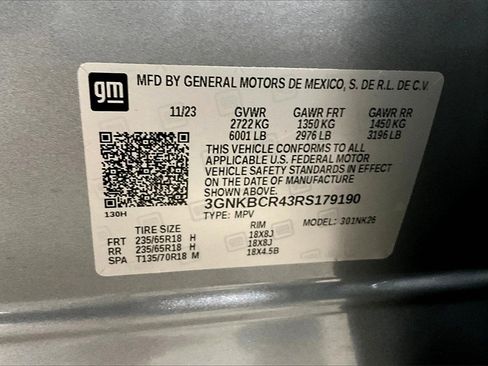 gm
MFD BY GENERAL MOTORS DE MEXICO, S. DE R.L. DE C.V.
11/23 GVWR GAWR FRT GAWR RR
2722 KG 1350 KG 1450 KG
6001 LB 2976 LB 3196 LB
THIS VEHICLE CONFORMS TO ALL
APPLICABLE U.S. FEDERAL MOTOR
VEHICLE SAFETY STANDARDS IN EFFECT
ON THE DATE OF MANUFACTURE
SHOWN ABOVE.
3GNKBCR43RS179190
130H TYPE: MPV MODEL: 301NK26
TIRE SIZE RIM
FRT 235/65R18 H 18X8J
RR 235/65R18 H 18X8J
SPA T135/70R18 M 18X4.5B